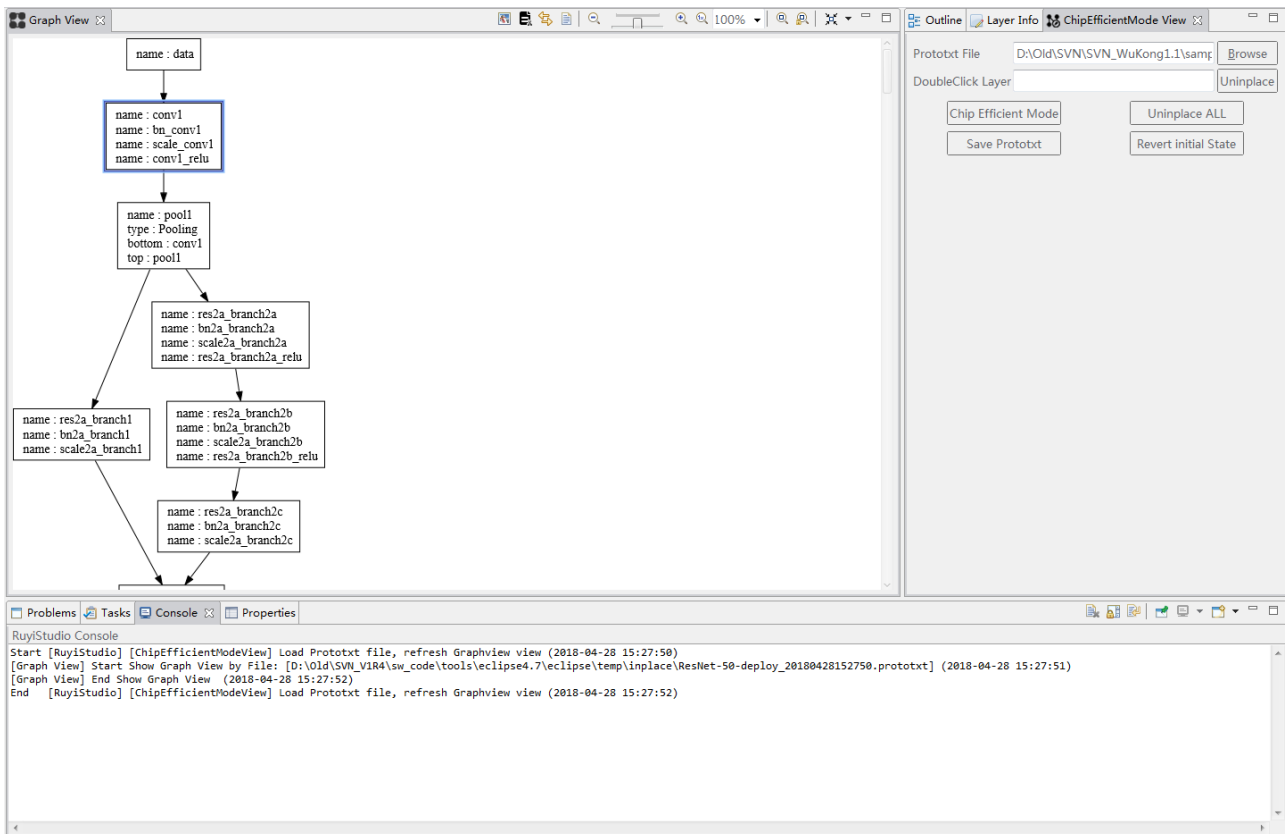 Graph View
100%
name : data
name : conv1
name : bn_conv1
name : scale_conv1
name : conv1_relu
name : pool1
type : Pooling
bottom : conv1
top : pool1
name : res2a_branch2a
name : bn2a_branch2a
name : scale2a_branch2a
name : res2a_branch2a_relu
name : res2a_branch1
name : bn2a_branch1
name : scale2a_branch1
name : res2a_branch2b
name : bn2a_branch2b
name : scale2a_branch2b
name : res2a_branch2b_relu
name : res2a_branch2c
name : bn2a_branch2c
name : scale2a_branch2c
Outline Layer Info ChipEfficientMode View
Prototxt File D:\Old\SVN\SVN_WuKong1.1\samp Browse
DoubleClick Layer Uninplace
Chip Efficient Mode Uninplace ALL
Save Prototxt Revert initial State
Problems Tasks Console Properties
RuyiStudio Console
Start [RuyiStudio] [ChipEfficientModeView] Load Prototxt file, refresh Graphview view (2018-04-28 15:27:50)
[Graph View] Start Show Graph View by File: [D:\Old\SVN_V1R4\sw_code\tools\eclipse4.7\eclipse\temp\inplace\ResNet-50-deploy_20180428152750.prototxt] (2018-04-28 15:27:51)
[Graph View] End Show Graph View (2018-04-28 15:27:52)
End [RuyiStudio] [ChipEfficientModeView] Load Prototxt file, refresh Graphview view (2018-04-28 15:27:52)